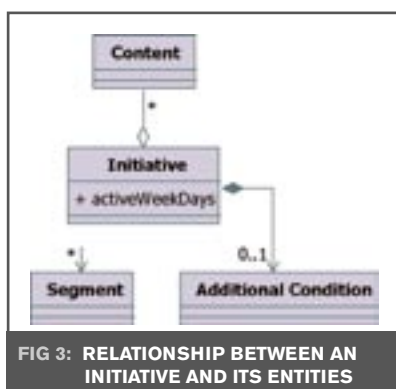 Content
*
Initiative
+ activeWeekDays
*
0..1
Segment
Additional Condition
FIG 3: RELATIONSHIP BETWEEN AN
INITIATIVE AND ITS ENTITIES